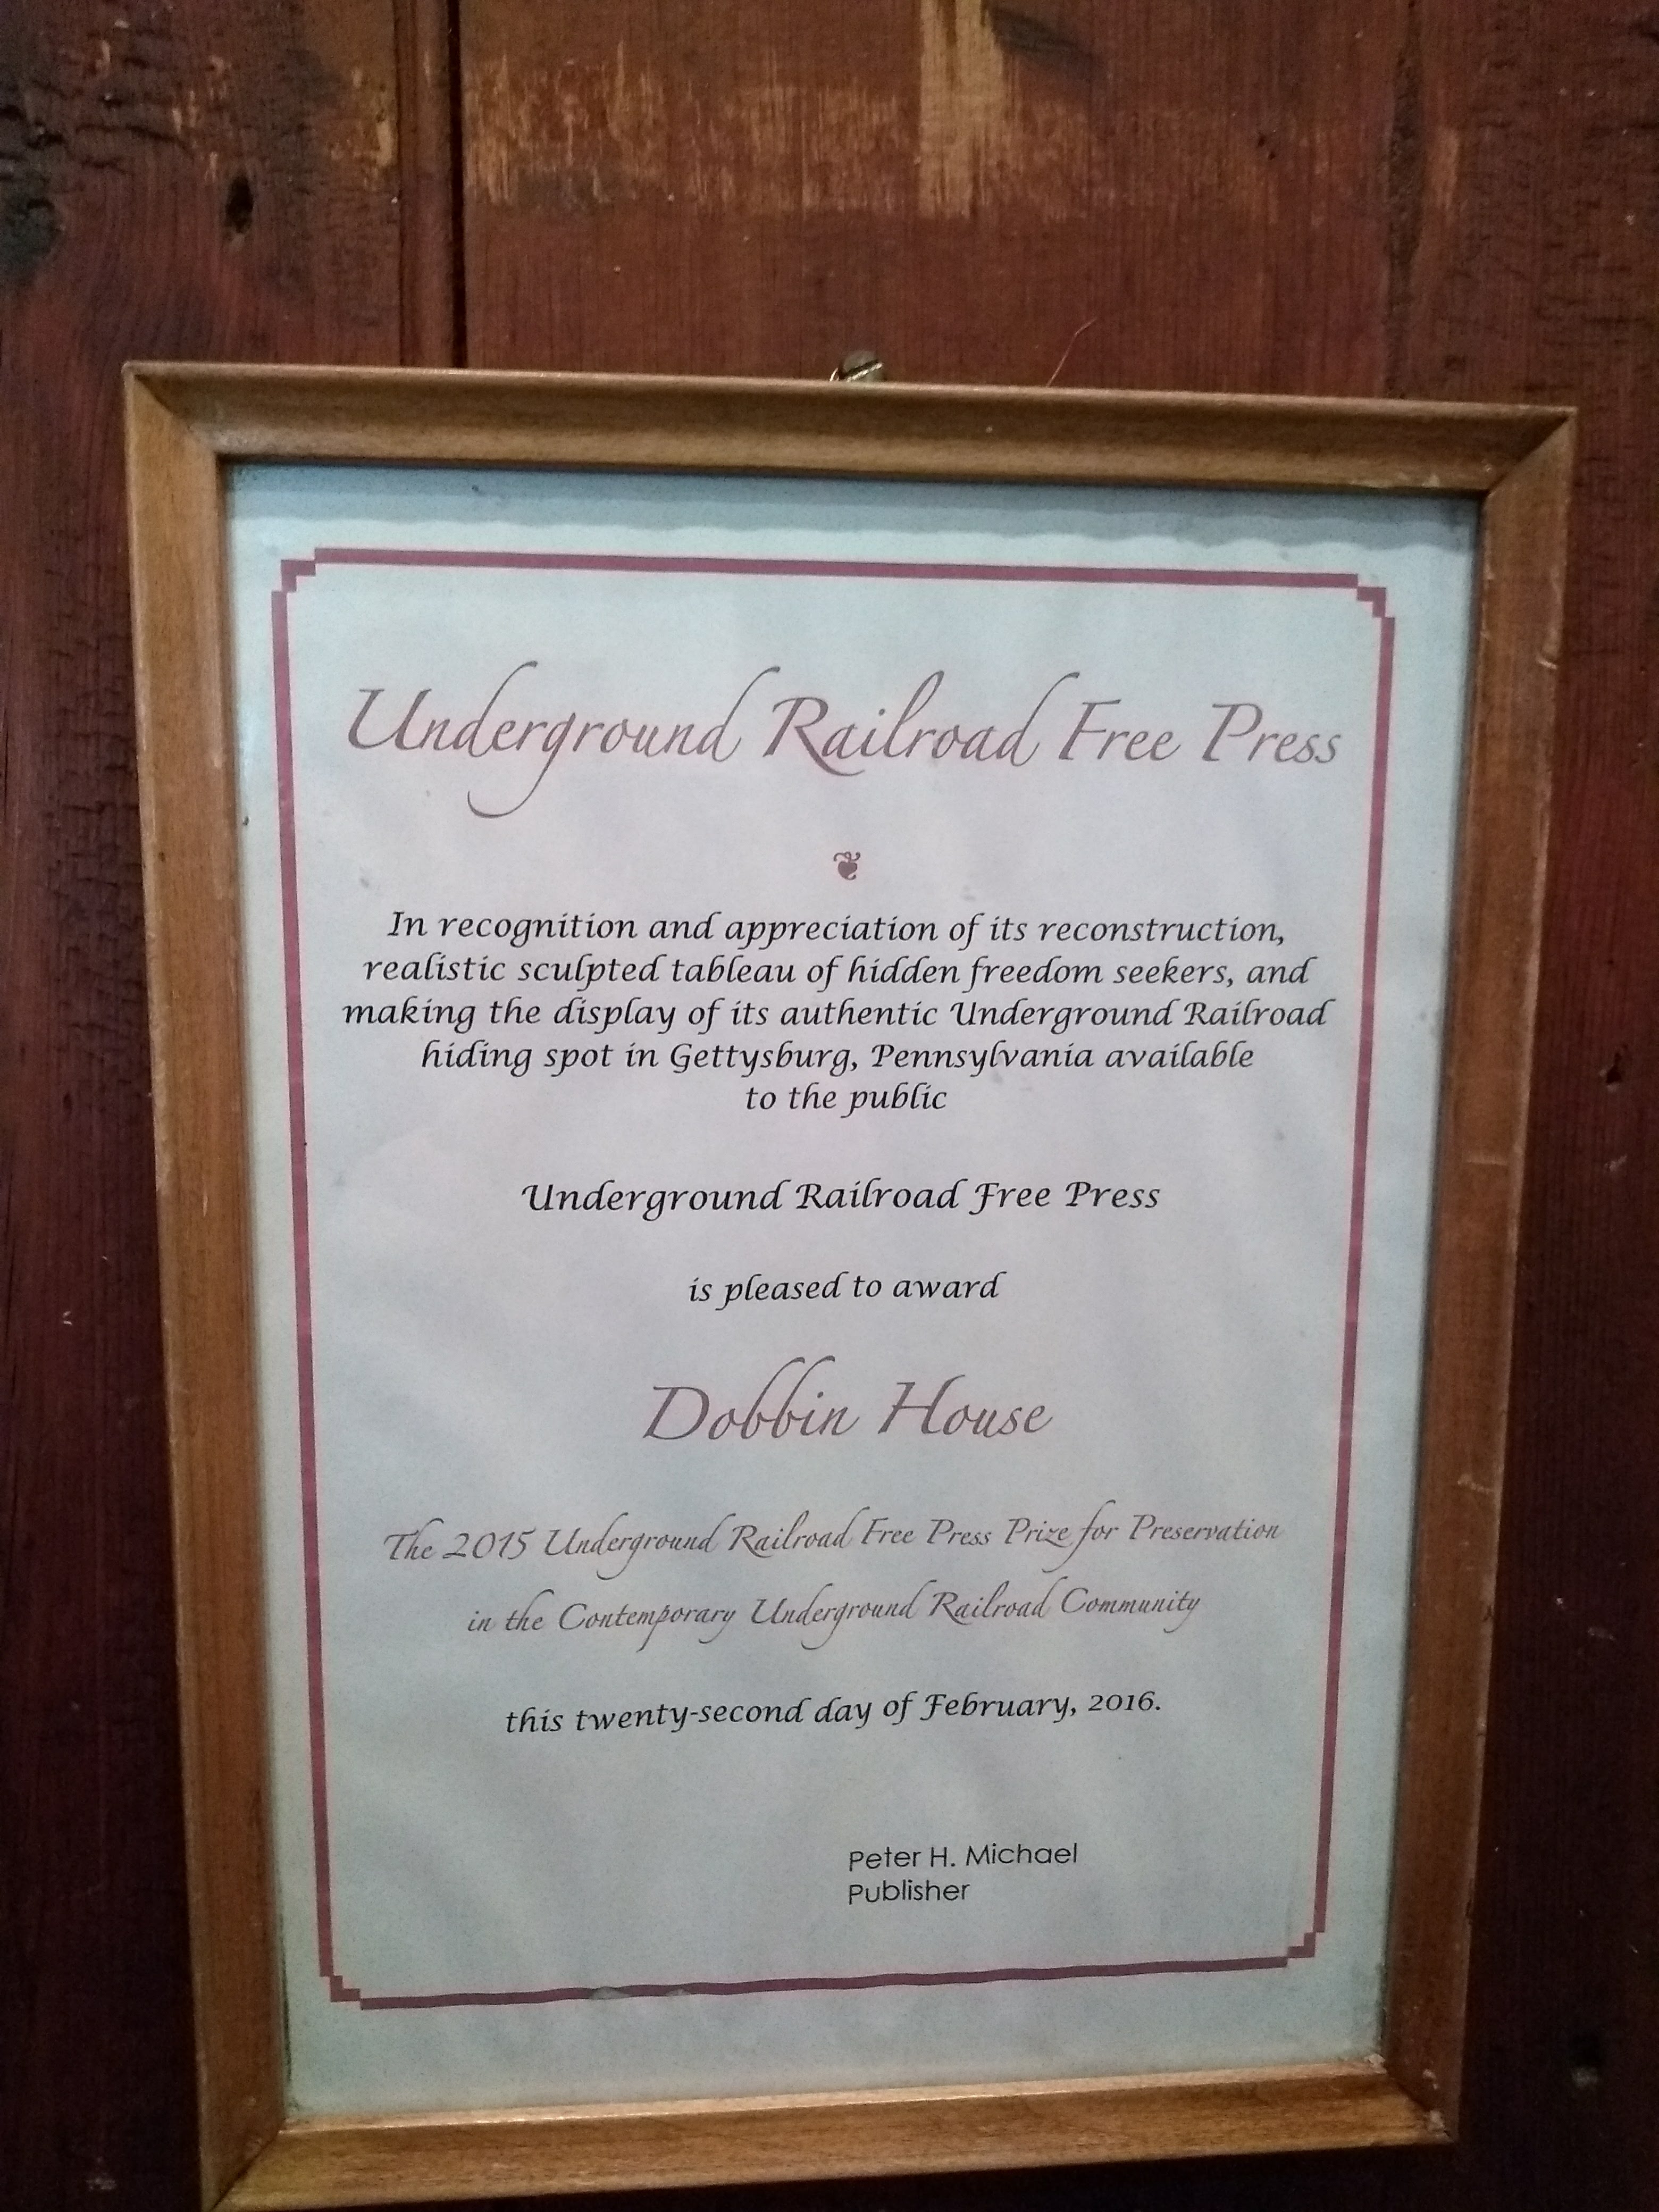 Underground Railroad Free Press
❦
In recognition and appreciation of its reconstruction,
realistic sculpted tableau of hidden freedom seekers, and
making the display of its authentic Underground Railroad
hiding spot in Gettysburg, Pennsylvania available
to the public
Underground Railroad Free Press
is pleased to award
Dobbin House
The 2015 Underground Railroad Free Press Prize for Preservation
in the Contemporary Underground Railroad Community
this twenty-second day of February, 2016.
Peter H. Michael
Publisher